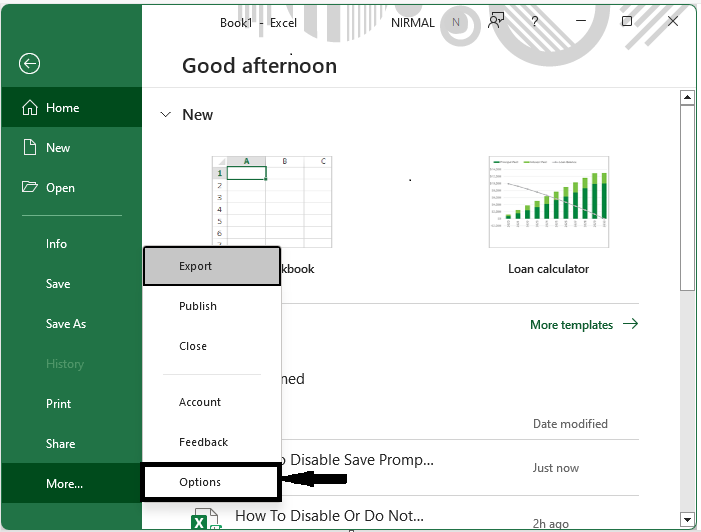 Book1 - Excel
NIRMAL
N
?
Good afternoon
Home
New
Open
Info
Save
Save As
History
Print
Share
More...
New
A B C
1
2
3
4
5
6
7
kbook
Loan calculator
Export
Publish
Close
Account
Feedback
Options
More templates
ned
Date modified
o Disable Save Promp...
Just now
How To Disable Or Do Not...
2h ago